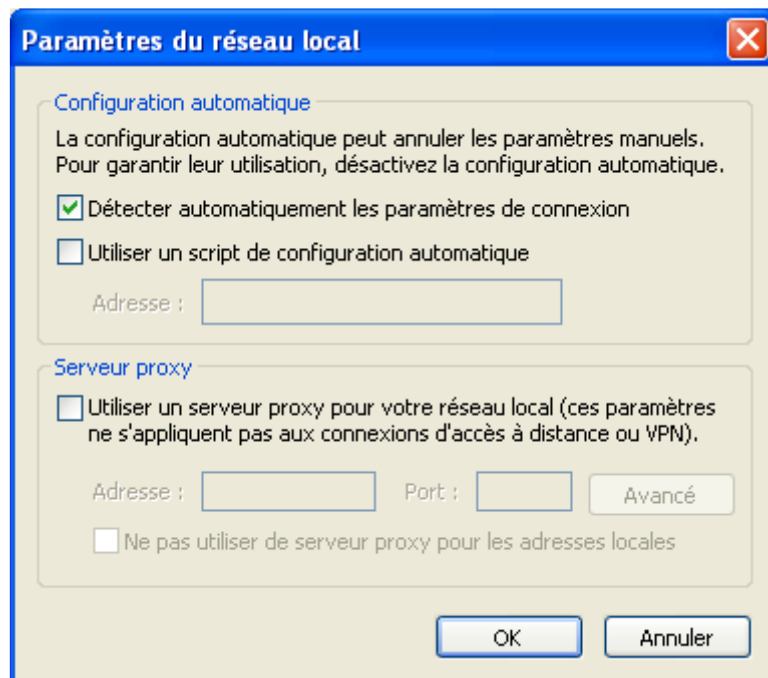 Paramètres du réseau local
Configuration automatique
La configuration automatique peut annuler les paramètres manuels.
Pour garantir leur utilisation, désactivez la configuration automatique.
Détecter automatiquement les paramètres de connexion
Utiliser un script de configuration automatique
Adresse :
Serveur proxy
Utiliser un serveur proxy pour votre réseau local (ces paramètres
ne s'appliquent pas aux connexions d'accès à distance ou VPN).
Adresse : Port : Avancé
Ne pas utiliser de serveur proxy pour les adresses locales
OK Annuler